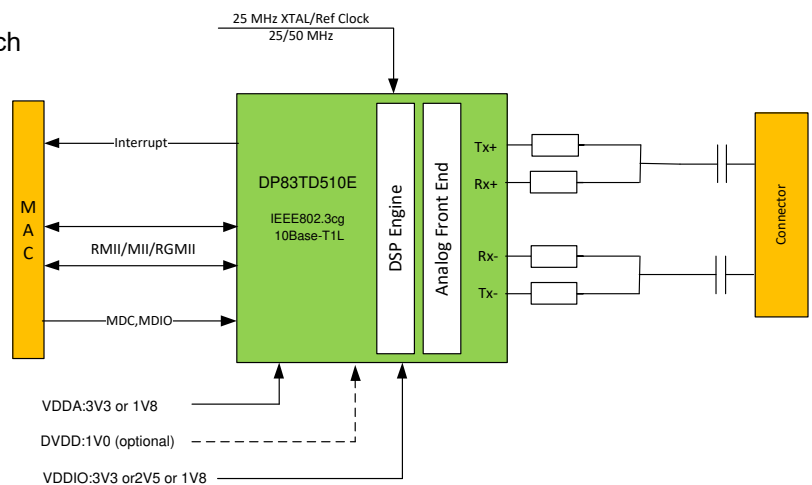 25 MHz XTAL/Ref Clock
25/50 MHz
ch
MAC
Interrupt
RMII/MII/RGMII
MDC,MDIO
DP83TD510E
IEEE802.3cg
10Base-T1L
DSP Engine
Analog Front End
Tx+
Rx+
Rx-
Tx-
Connector
VDDA:3V3 or 1V8
DVDD:1V0 (optional)
VDDIO:3V3 or2V5 or 1V8